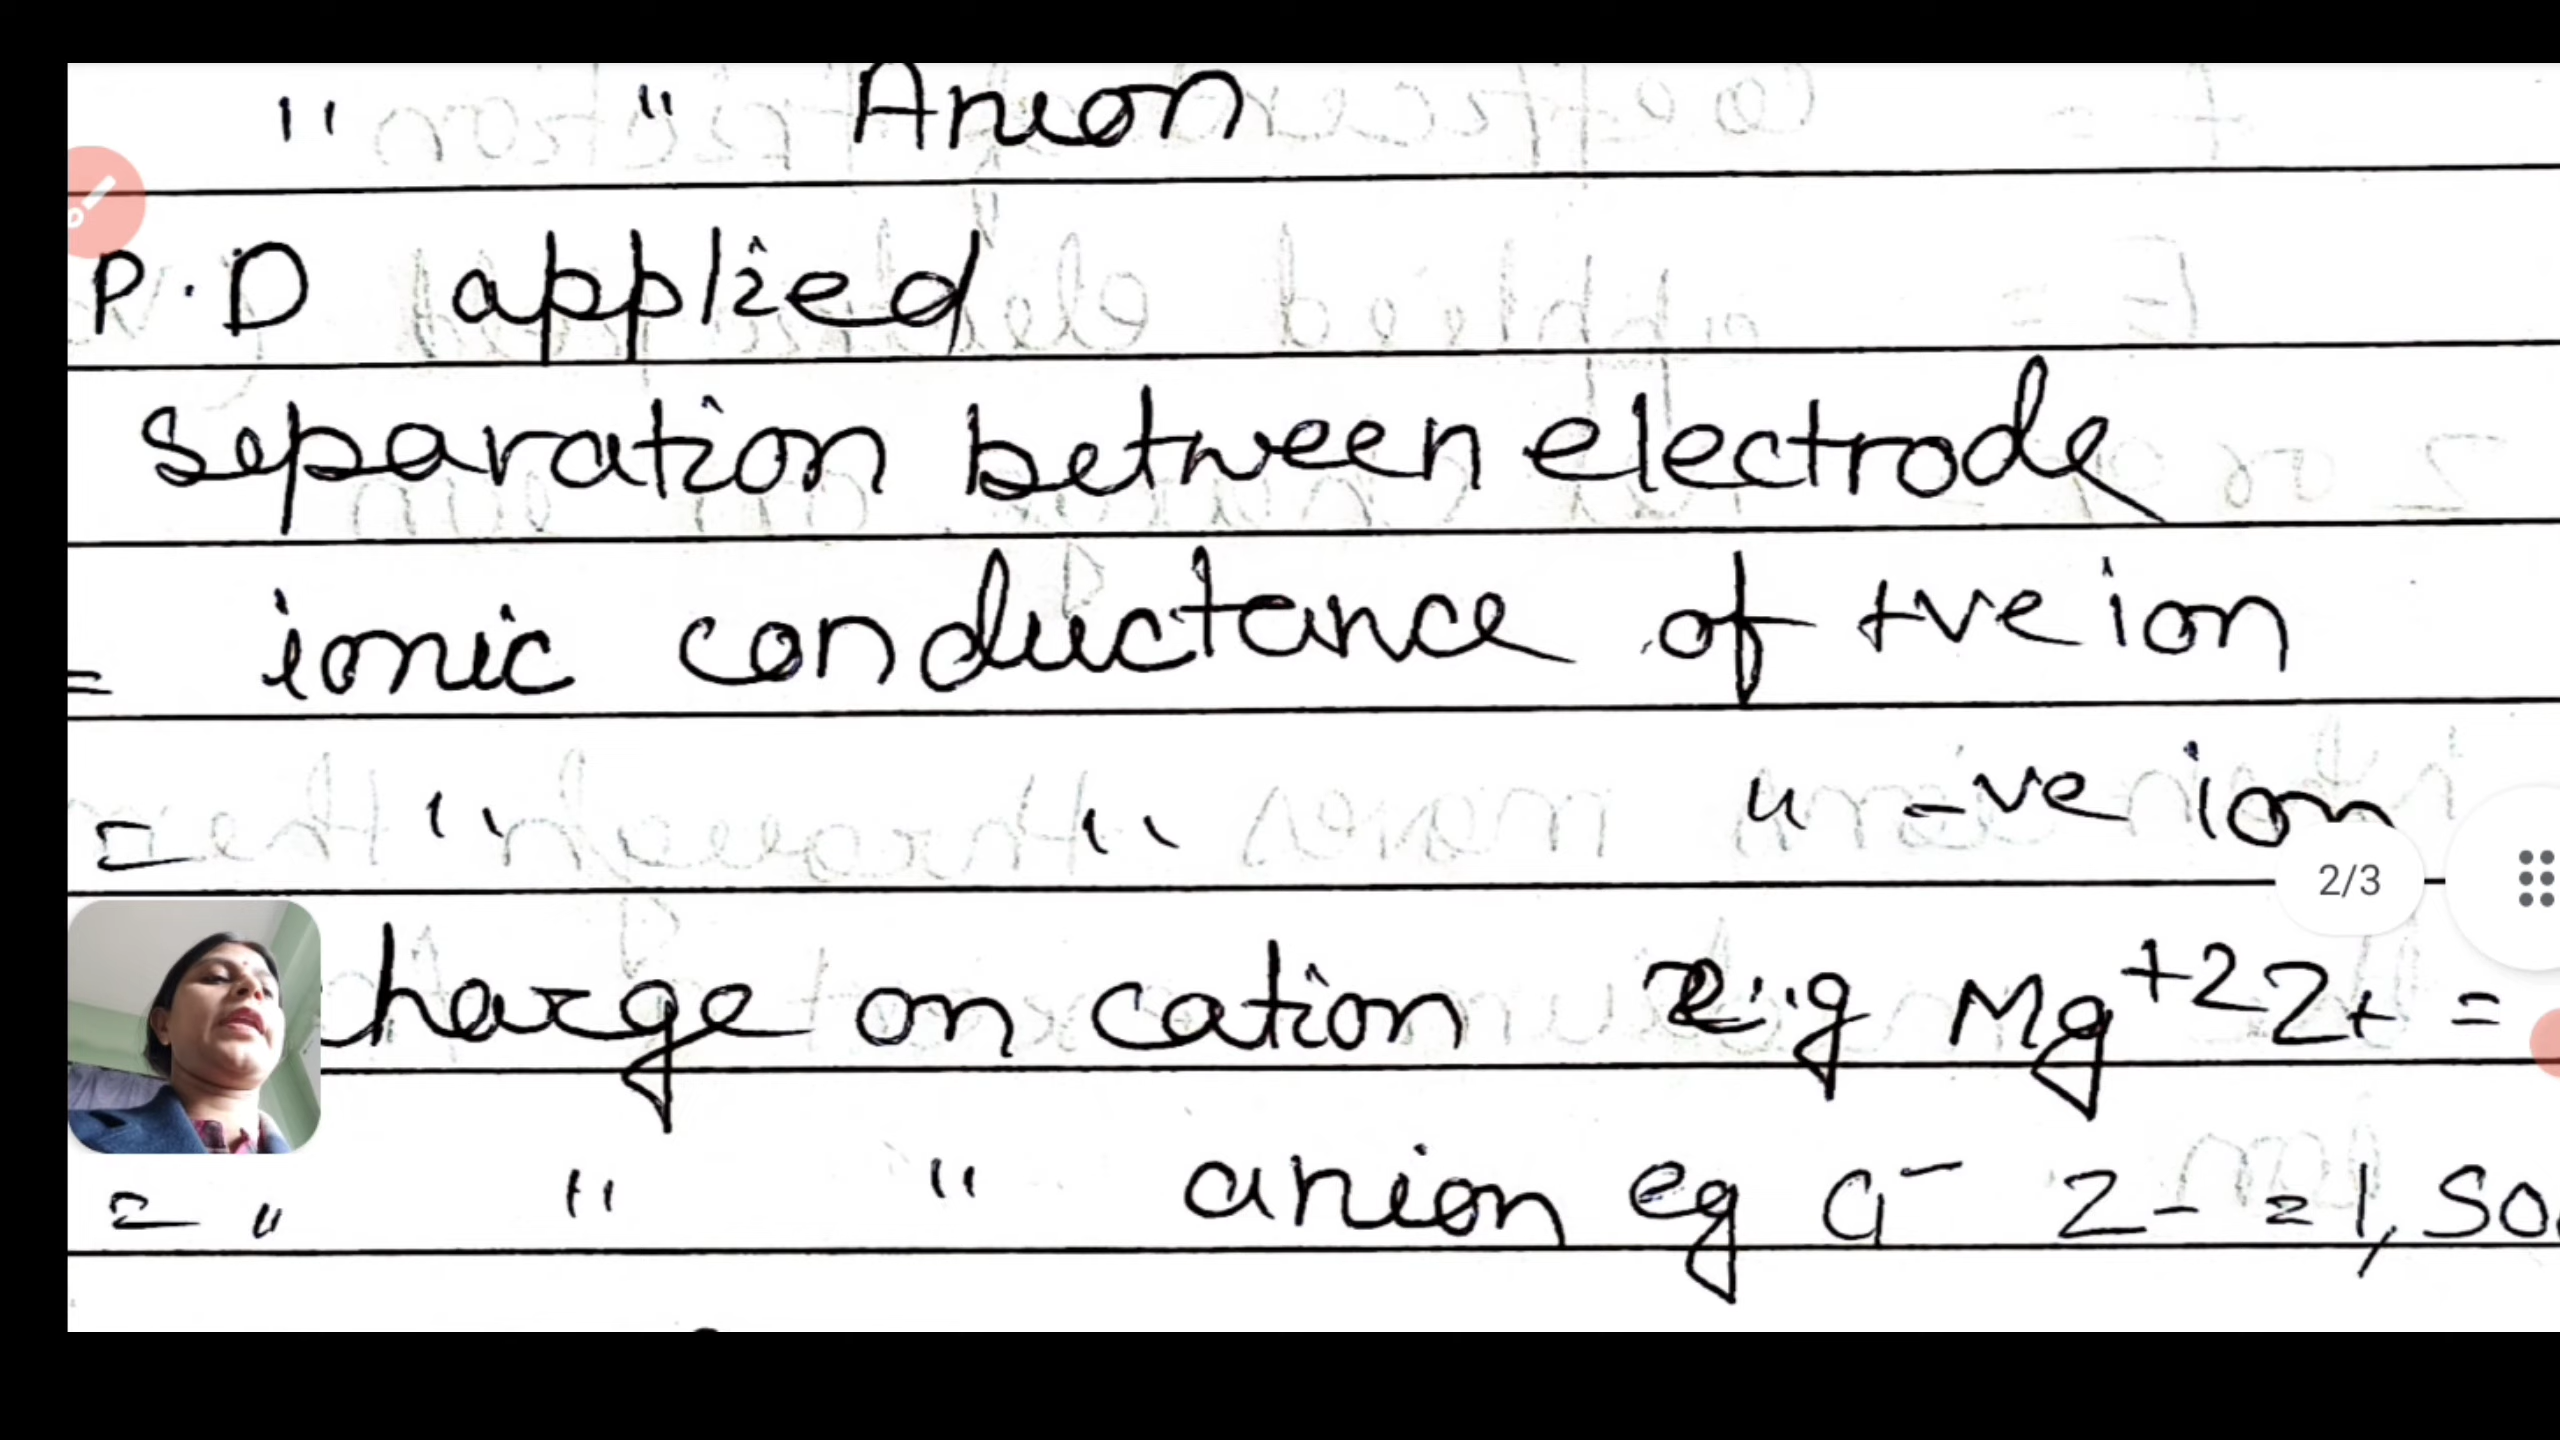 " " Anion
P.D applied
Separation between electrode
= ionic conductance of +ve ion
= " " " -ve ion
2/3
harge on cation e.g Mg+2 Z+ =
= " " " anion eg Cl- Z- = 1, So